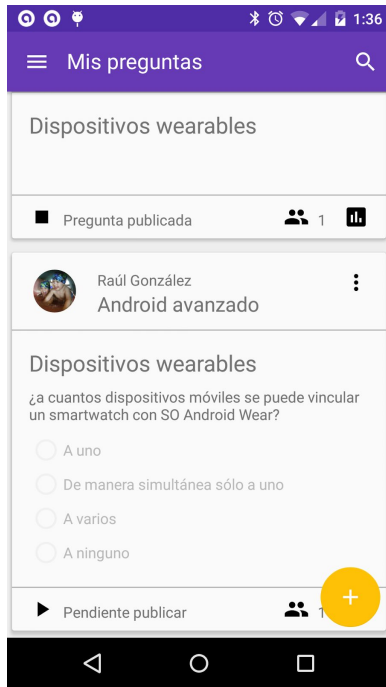 1:36
Mis preguntas
Dispositivos wearables
Pregunta publicada 1
Raúl González
Android avanzado
Dispositivos wearables
¿a cuantos dispositivos móviles se puede vincular
un smartwatch con SO Android Wear?
A uno
De manera simultánea sólo a uno
A varios
A ninguno
Pendiente publicar 1